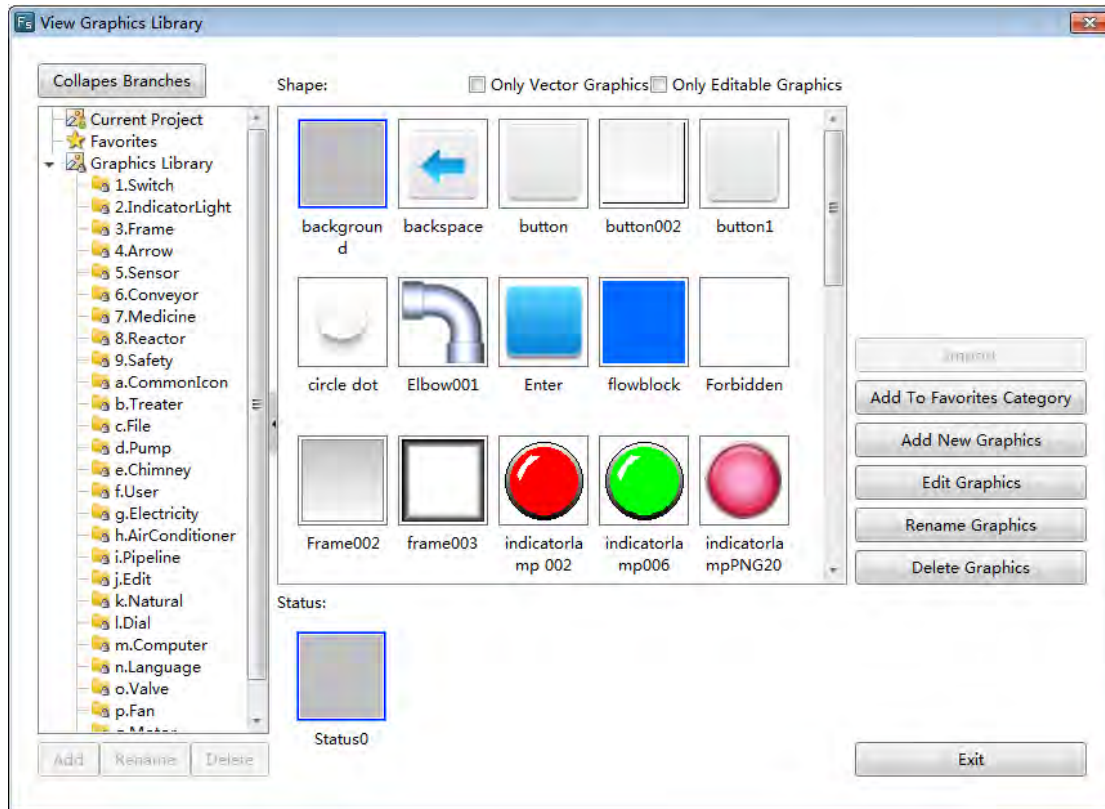 View Graphics Library
Collapes Branches
Shape:
Only Vector Graphics
Only Editable Graphics
Current Project
Favorites
Graphics Library
1.Switch
2.IndicatorLight
3.Frame
4.Arrow
5.Sensor
6.Conveyor
7.Medicine
8.Reactor
9.Safety
a.CommonIcon
b.Treater
c.File
d.Pump
e.Chimney
f.User
g.Electricity
h.AirConditioner
i.Pipeline
j.Edit
k.Natural
l.Dial
m.Computer
n.Language
o.Valve
p.Fan
Add
Rename
Delete
backgroun
d
backspace
button
button002
button1
circle dot
Elbow001
Enter
flowblock
Forbidden
Frame002
frame003
indicatorla
mp 002
indicatorla
mp006
indicatorla
mpPNG20
Status:
Status0
Import
Add To Favorites Category
Add New Graphics
Edit Graphics
Rename Graphics
Delete Graphics
Exit